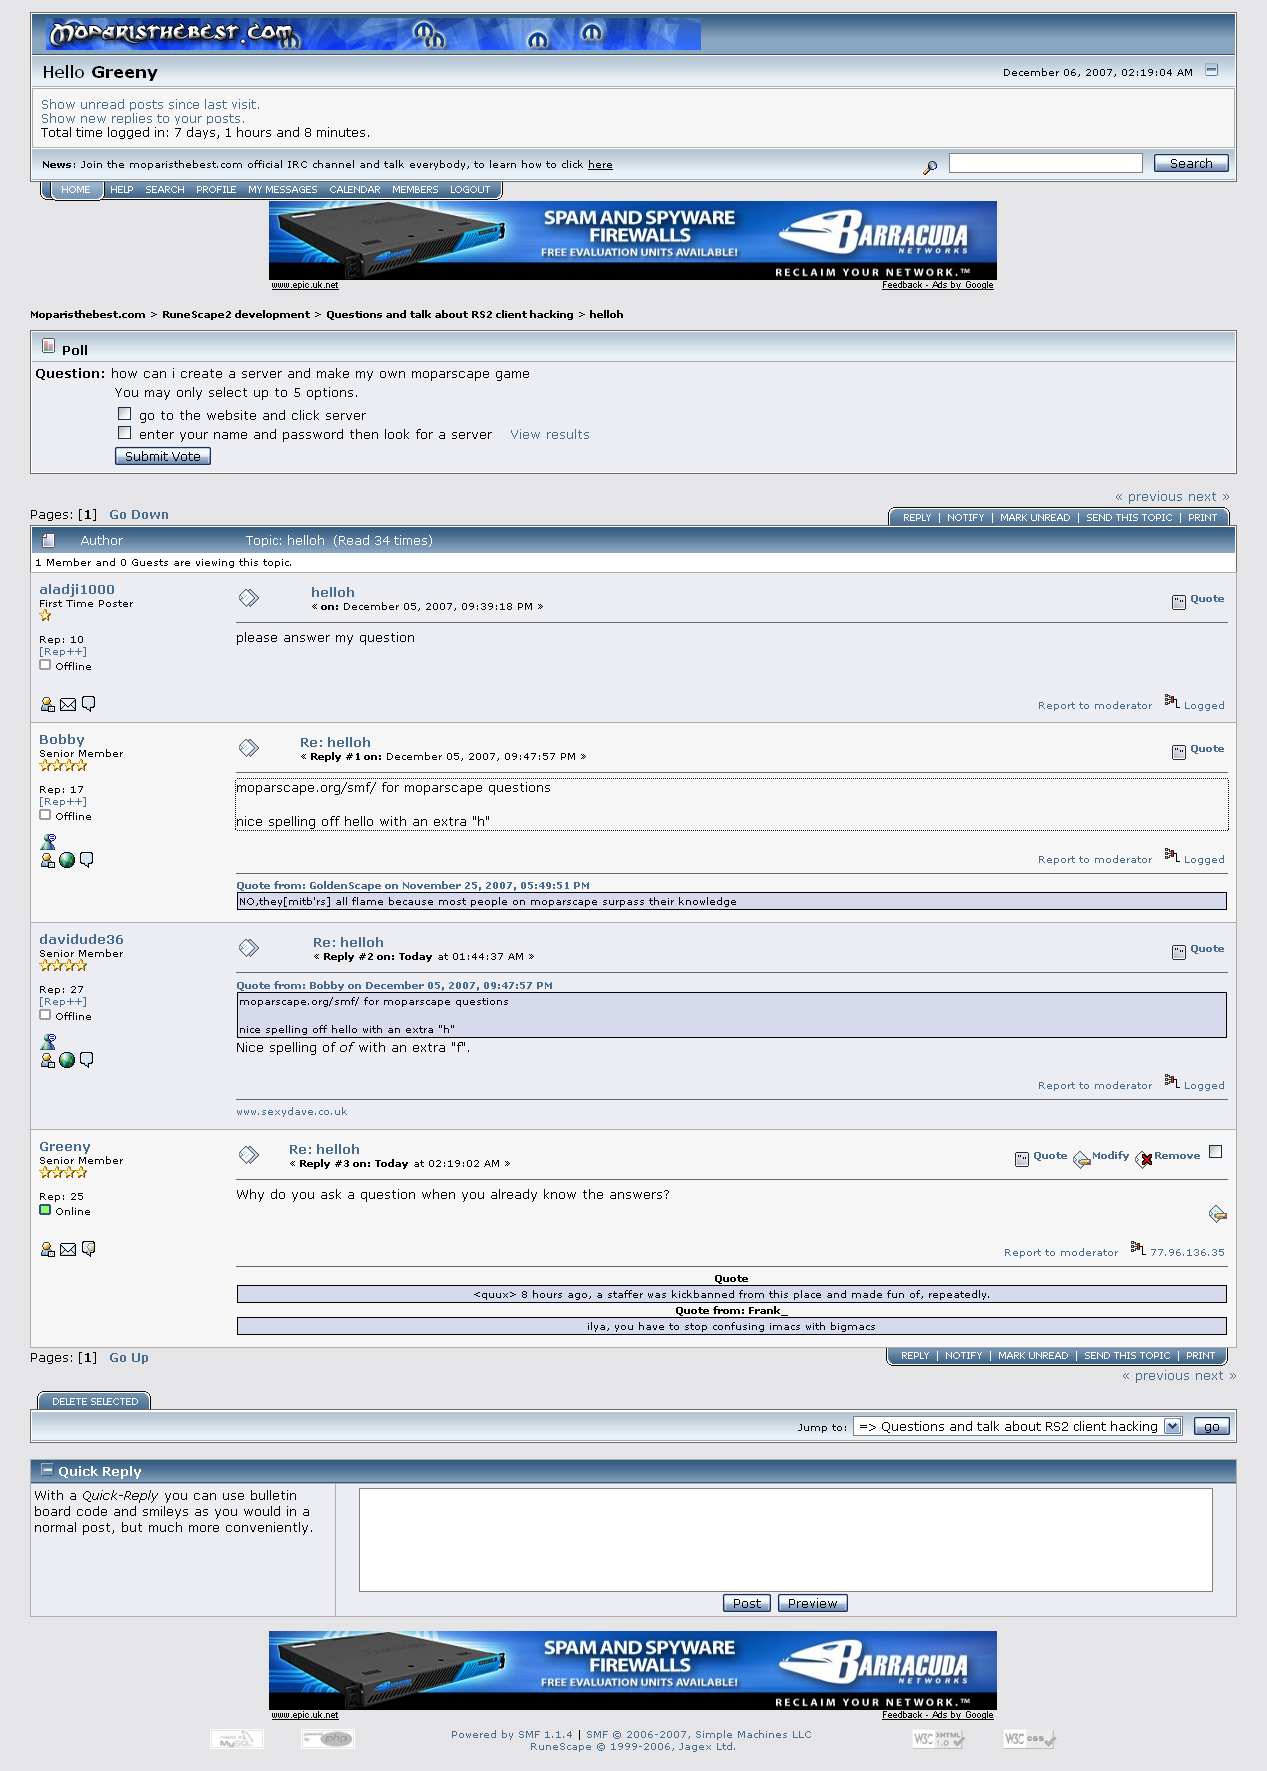 Moparisthebest.com
Hello Greeny
December 06, 2007, 02:19:04 AM
Show unread posts since last visit.
Show new replies to your posts.
Total time logged in: 7 days, 1 hours and 8 minutes.
News: Join the moparisthebest.com official IRC channel and talk everybody, to learn how to click here
Search
HOME HELP SEARCH PROFILE MY MESSAGES CALENDAR MEMBERS LOGOUT
SPAM AND SPYWARE
FIREWALLS
FREE EVALUATION UNITS AVAILABLE!
BARRACUDA
NETWORKS
RECLAIM YOUR NETWORK.™
www.epic.uk.net
Feedback - Ads by Google
Moparisthebest.com > RuneScape2 development > Questions and talk about RS2 client hacking > helloh
Poll
Question: how can i create a server and make my own moparscape game
You may only select up to 5 options.
go to the website and click server
enter your name and password then look for a server View results
Submit Vote
« previous next »
Pages: [1] Go Down
REPLY | NOTIFY | MARK UNREAD | SEND THIS TOPIC | PRINT
Author Topic: helloh (Read 34 times)
1 Member and 0 Guests are viewing this topic.
aladji1000
First Time Poster
Rep: 10
[Rep++]
Offline
helloh
« on: December 05, 2007, 09:39:18 PM »
Quote
please answer my question
Report to moderator Logged
Bobby
Senior Member
Rep: 17
[Rep++]
Offline
Re: helloh
« Reply #1 on: December 05, 2007, 09:47:57 PM »
Quote
moparscape.org/smf/ for moparscape questions
nice spelling off hello with an extra "h"
Report to moderator Logged
Quote from: GoldenScape on November 25, 2007, 05:49:51 PM
NO,they[mitb'rs] all flame because most people on moparscape surpass their knowledge
davidude36
Senior Member
Rep: 27
[Rep++]
Offline
Re: helloh
« Reply #2 on: Today at 01:44:37 AM »
Quote
Quote from: Bobby on December 05, 2007, 09:47:57 PM
moparscape.org/smf/ for moparscape questions
nice spelling off hello with an extra "h"
Nice spelling of of with an extra "f".
Report to moderator Logged
www.sexydave.co.uk
Greeny
Senior Member
Rep: 25
Online
Re: helloh
« Reply #3 on: Today at 02:19:02 AM »
Quote Modify Remove
Why do you ask a question when you already know the answers?
Report to moderator 77.96.136.35
Quote
<quux> 8 hours ago, a staffer was kickbanned from this place and made fun of, repeatedly.
Quote from: Frank_
ilya, you have to stop confusing imacs with bigmacs
Pages: [1] Go Up
REPLY | NOTIFY | MARK UNREAD | SEND THIS TOPIC | PRINT
« previous next »
DELETE SELECTED
Jump to: => Questions and talk about RS2 client hacking go
Quick Reply
With a Quick-Reply you can use bulletin
board code and smileys as you would in a
normal post, but much more conveniently.
Post Preview
SPAM AND SPYWARE
FIREWALLS
FREE EVALUATION UNITS AVAILABLE!
BARRACUDA
NETWORKS
RECLAIM YOUR NETWORK.™
www.epic.uk.net
Feedback - Ads by Google
POWERED BY
MySQL
powered by
php
Powered by SMF 1.1.4 | SMF © 2006-2007, Simple Machines LLC
RuneScape © 1999-2006, Jagex Ltd.
W3C XHTML 1.0
W3C css